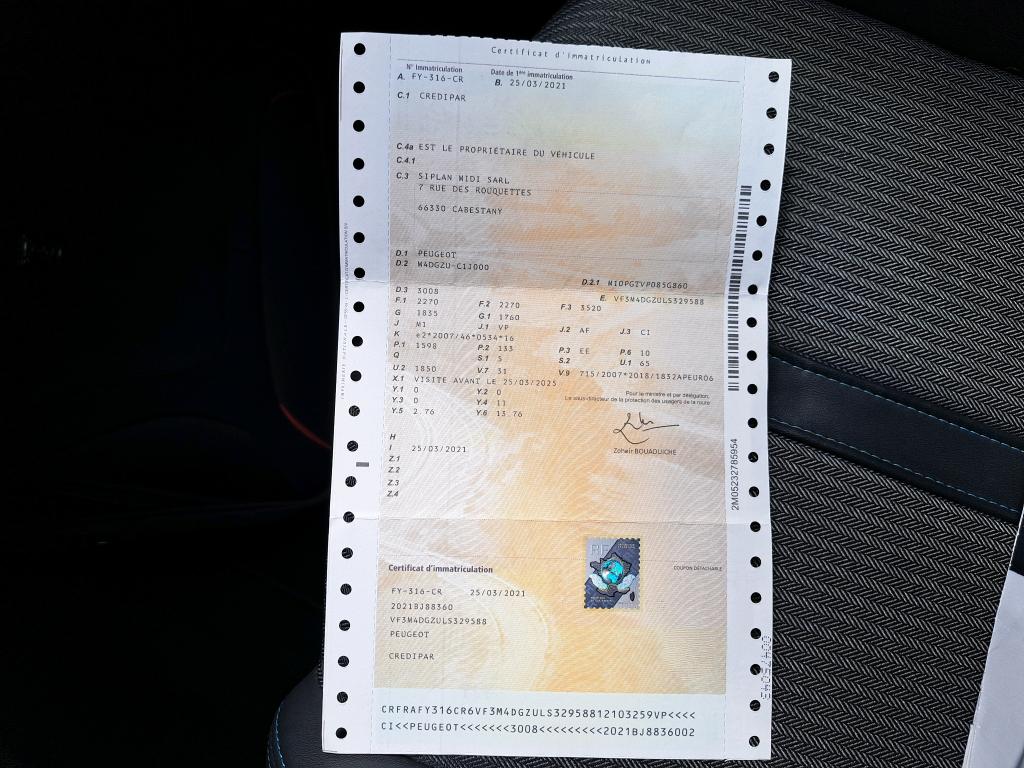 Certificat d'immatriculation
N° Immatriculation Date de 1ère immatriculation
A. FY-316-CR B. 25/03/2021
C.1 CREDIPAR
C.4a EST LE PROPRIÉTAIRE DU VÉHICULE
C.4.1
C.3 SIPLAN MIDI SARL
7 RUE DES ROUQUETTES
66330 CABESTANY
D.1 PEUGEOT
D.2 M4DGZU-C1J000
D.2.1 M10PGTVP085G860
D.3 3008 E. VF3M4DGZULS329588
F.1 2270 F.2 2270 F.3 3520
G 1835 G.1 1760
J M1 J.1 VP J.2 AF J.3 CI
K e2*2007/46*0534*16
P.1 1598 P.2 133 P.3 EE P.6 10
Q S.1 5 S.2 U.1 65
U.2 1850 V.7 31 V.9 715/2007*2018/1832APEURO6
X.1 VISITE AVANT LE 25/03/2025
Y.1 0 Y.2 0
Y.3 0 Y.4 11
Y.5 2.76 Y.6 13.76
Pour le ministre et par délégation,
Le sous-directeur de la protection des usagers de la route
Zoheir BOUAOUICHE
H
I 25/03/2021
Z.1
Z.2
Z.3
Z.4
2M05232785954
Certificat d'immatriculation
COUPON DÉTACHABLE
RF
FY-316-CR 25/03/2021
2021BJ88360
VF3M4DGZULS329588
PEUGEOT
CREDIPAR
CRFRAFY316CR6VF3M4DGZULS32958812103259VP<<<<
CI<<PEUGEOT<<<<<<<3008<<<<<<<<<2021BJ8836002